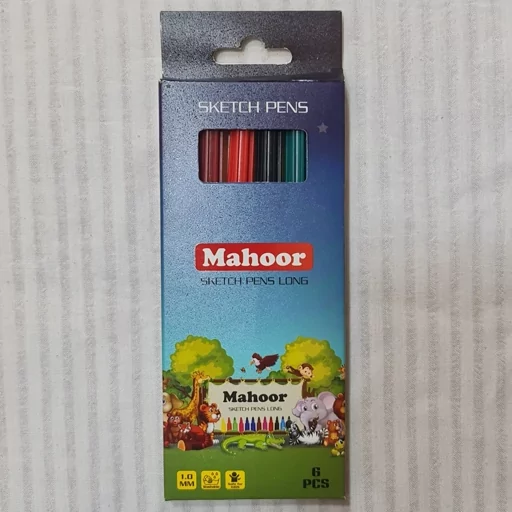 SKETCH PENS
Mahoor
SKETCH PENS LONG
Mahoor
SKETCH PENS LONG
1.0
MM
6
PCS